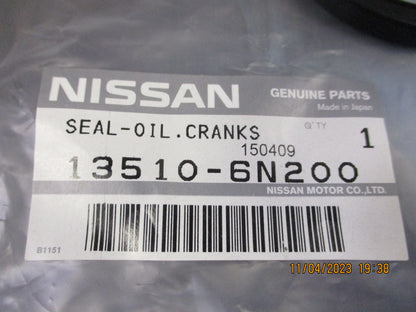 NISSAN GENUINE PARTS
Made in Japan
SEAL-OIL.CRANKS Q'TY 1
150409
13510-6N200
NISSAN MOTOR CO.,LTD.
B1151
11/04/2023 19:38